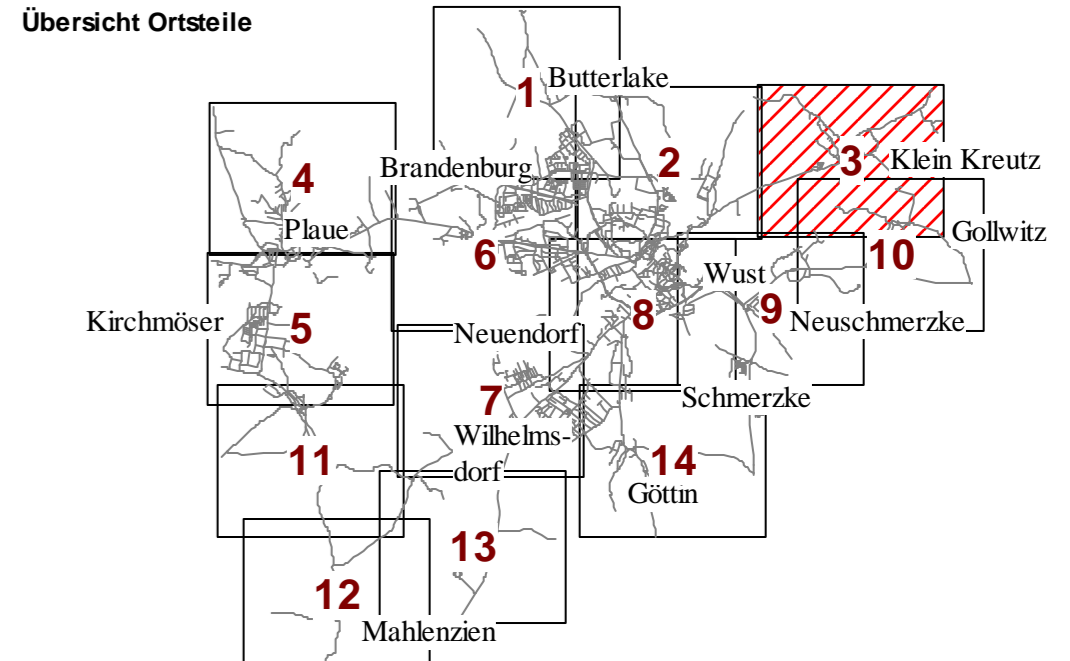 Übersicht Ortsteile
1
Butterlake
2
3
Klein Kreutz
Brandenburg
4
Plaue
6
Gollwitz
10
Wust
Kirchmöser
5
8
9
Neuschmerzke
Neuendorf
7
Schmerzke
Wilhelms-
dorf
11
14
Göttin
13
12
Mahlenzien